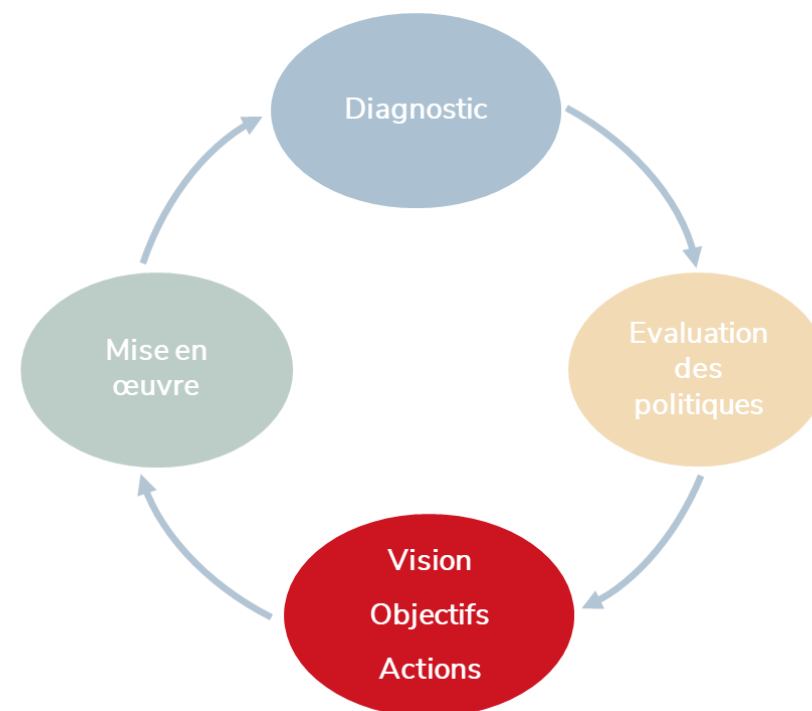 Diagnostic
Evaluation
des
politiques
Vision
Objectifs
Actions
Mise en
œuvre